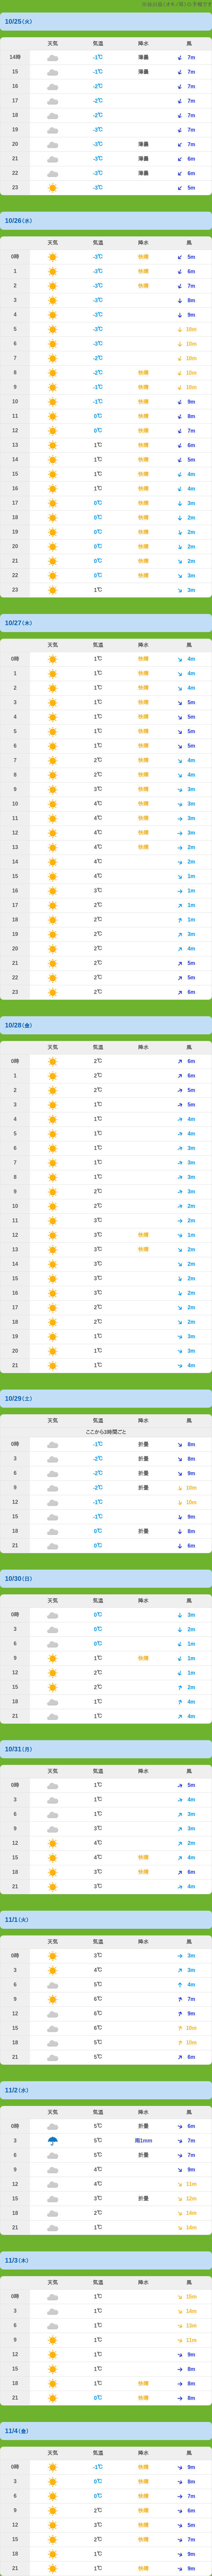 10/25(火)
天気 気温 降水 風
14時 -1℃ 薄曇 7m
15 -1℃ 薄曇 7m
16 -2℃ 7m
17 -2℃ 7m
18 -2℃ 7m
19 -3℃ 7m
20 -3℃ 薄曇 7m
21 -3℃ 薄曇 6m
22 -3℃ 薄曇 6m
23 -3℃ 5m
10/26(水)
天気 気温 降水 風
0時 -3℃ 快晴 5m
1 -3℃ 快晴 6m
2 -3℃ 快晴 7m
3 -3℃ 8m
4 -3℃ 9m
5 -3℃ 10m
6 -3℃ 10m
7 -2℃ 10m
8 -2℃ 快晴 10m
9 -1℃ 快晴 10m
10 -1℃ 快晴 9m
11 0℃ 快晴 8m
12 0℃ 快晴 7m
13 1℃ 快晴 6m
14 1℃ 快晴 5m
15 1℃ 快晴 4m
16 1℃ 快晴 4m
17 0℃ 快晴 3m
18 0℃ 快晴 2m
19 0℃ 快晴 2m
20 0℃ 快晴 2m
21 0℃ 快晴 2m
22 0℃ 快晴 3m
23 1℃ 3m
10/27(木)
天気 気温 降水 風
0時 1℃ 快晴 4m
1 1℃ 快晴 4m
2 1℃ 快晴 4m
3 1℃ 快晴 5m
4 1℃ 快晴 5m
5 1℃ 快晴 5m
6 1℃ 快晴 5m
7 2℃ 快晴 4m
8 2℃ 快晴 4m
9 3℃ 快晴 3m
10 4℃ 快晴 3m
11 4℃ 快晴 3m
12 4℃ 快晴 3m
13 4℃ 快晴 2m
14 4℃ 2m
15 4℃ 1m
16 3℃ 1m
17 2℃ 1m
18 2℃ 1m
19 2℃ 3m
20 2℃ 4m
21 2℃ 5m
22 2℃ 5m
23 2℃ 6m
10/28(金)
天気 気温 降水 風
0時 2℃ 6m
1 2℃ 6m
2 2℃ 5m
3 1℃ 5m
4 1℃ 4m
5 1℃ 4m
6 1℃ 3m
7 1℃ 3m
8 1℃ 3m
9 2℃ 3m
10 2℃ 2m
11 3℃ 2m
12 3℃ 快晴 1m
13 3℃ 快晴 2m
14 3℃ 2m
15 3℃ 2m
16 3℃ 2m
17 2℃ 2m
18 2℃ 2m
19 1℃ 3m
20 1℃ 3m
21 1℃ 4m
10/29(土)
天気 気温 降水 風
ここから3時間ごと
0時 -1℃ 8m
3 -2℃ 8m
6 -2℃ 9m
9 -2℃ 10m
12 -1℃ 10m
15 -1℃ 9m
18 0℃ 8m
21 0℃ 6m
10/30(日)
天気 気温 降水 風
0時 0℃ 3m
3 0℃ 2m
6 0℃ 1m
9 1℃ 快晴 1m
12 2℃ 1m
15 2℃ 2m
18 1℃ 4m
21 1℃ 4m
10/31(月)
天気 気温 降水 風
0時 1℃ 5m
3 1℃ 4m
6 1℃ 3m
9 3℃ 3m
12 4℃ 2m
15 4℃ 快晴 4m
18 3℃ 快晴 6m
21 3℃ 4m
11/1(火)
天気 気温 降水 風
0時 3℃ 3m
3 4℃ 3m
6 5℃ 4m
9 6℃ 7m
12 6℃ 9m
15 6℃ 10m
18 5℃ 10m
21 5℃ 6m
11/2(水)
天気 気温 降水 風
0時 5℃ 6m
3 5℃ 雨1mm 7m
6 5℃ 7m
9 4℃ 9m
12 4℃ 11m
15 3℃ 12m
18 2℃ 14m
21 1℃ 14m
11/3(木)
天気 気温 降水 風
0時 1℃ 15m
3 1℃ 14m
6 1℃ 13m
9 1℃ 11m
12 1℃ 9m
15 1℃ 8m
18 1℃ 快晴 8m
21 0℃ 快晴 8m
11/4(金)
天気 気温 降水 風
0時 -1℃ 快晴 9m
3 0℃ 快晴 8m
6 0℃ 快晴 7m
9 2℃ 快晴 6m
12 3℃ 快晴 5m
15 2℃ 快晴 7m
18 1℃ 9m
21 1℃ 快晴 9m